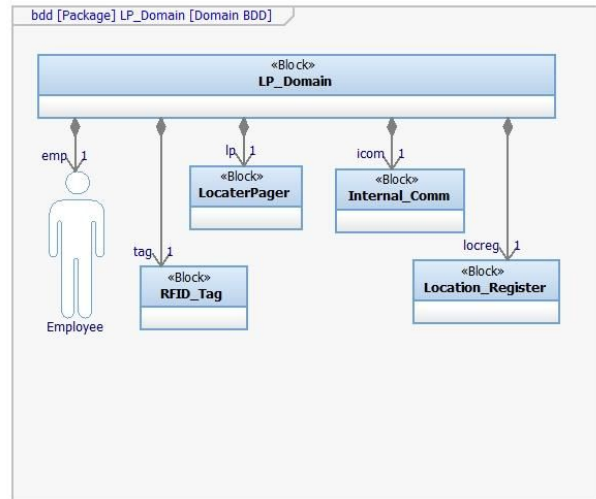 bdd [Package] LP_Domain [Domain BDD]
«Block»
LP_Domain
emp 1
lp 1
icom 1
«Block»
LocaterPager
«Block»
Internal_Comm
tag 1
locreg 1
«Block»
RFID_Tag
«Block»
Location_Register
Employee